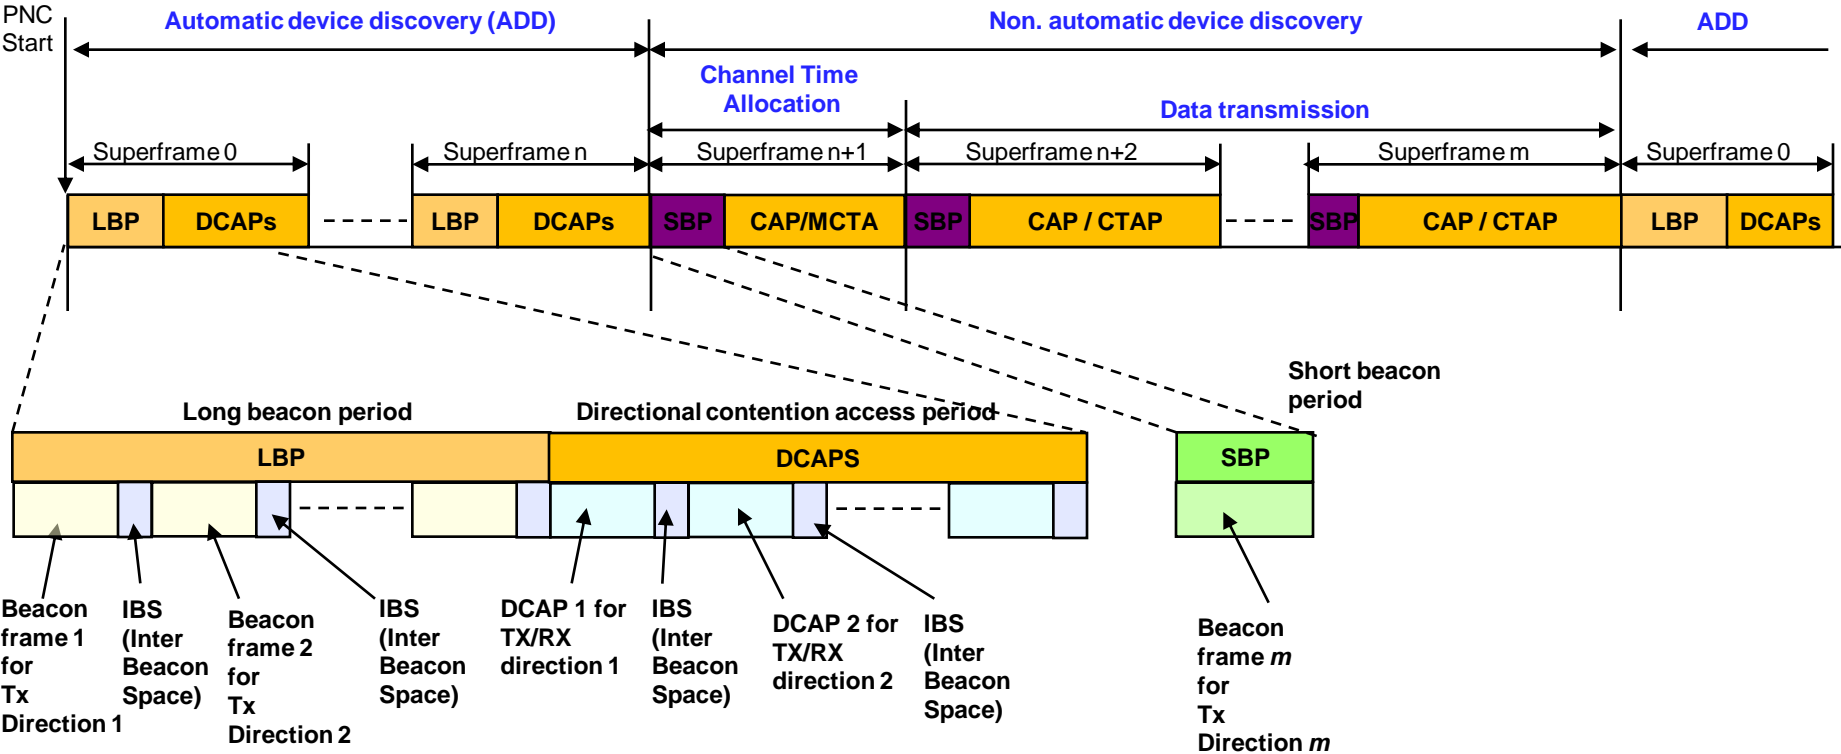 PNC
Start
Automatic device discovery (ADD)
Non. automatic device discovery
ADD
Channel Time
Allocation
Data transmission
Superframe 0
Superframe n
Superframe n+1
Superframe n+2
Superframe m
Superframe 0
LBP
DCAPs
LBP
DCAPs
SBP
CAP/MCTA
SBP
CAP / CTAP
SBP
CAP / CTAP
LBP
DCAPs
Long beacon period
Directional contention access period
Short beacon
period
LBP
DCAPS
SBP
Beacon
frame 1
for
Tx
Direction 1
IBS
(Inter
Beacon
Space)
Beacon
frame 2
for
Tx
Direction 2
IBS
(Inter
Beacon
Space)
DCAP 1 for
TX/RX
direction 1
IBS
(Inter
Beacon
Space)
DCAP 2 for
TX/RX
direction 2
IBS
(Inter
Beacon
Space)
Beacon
frame m
for
Tx
Direction m